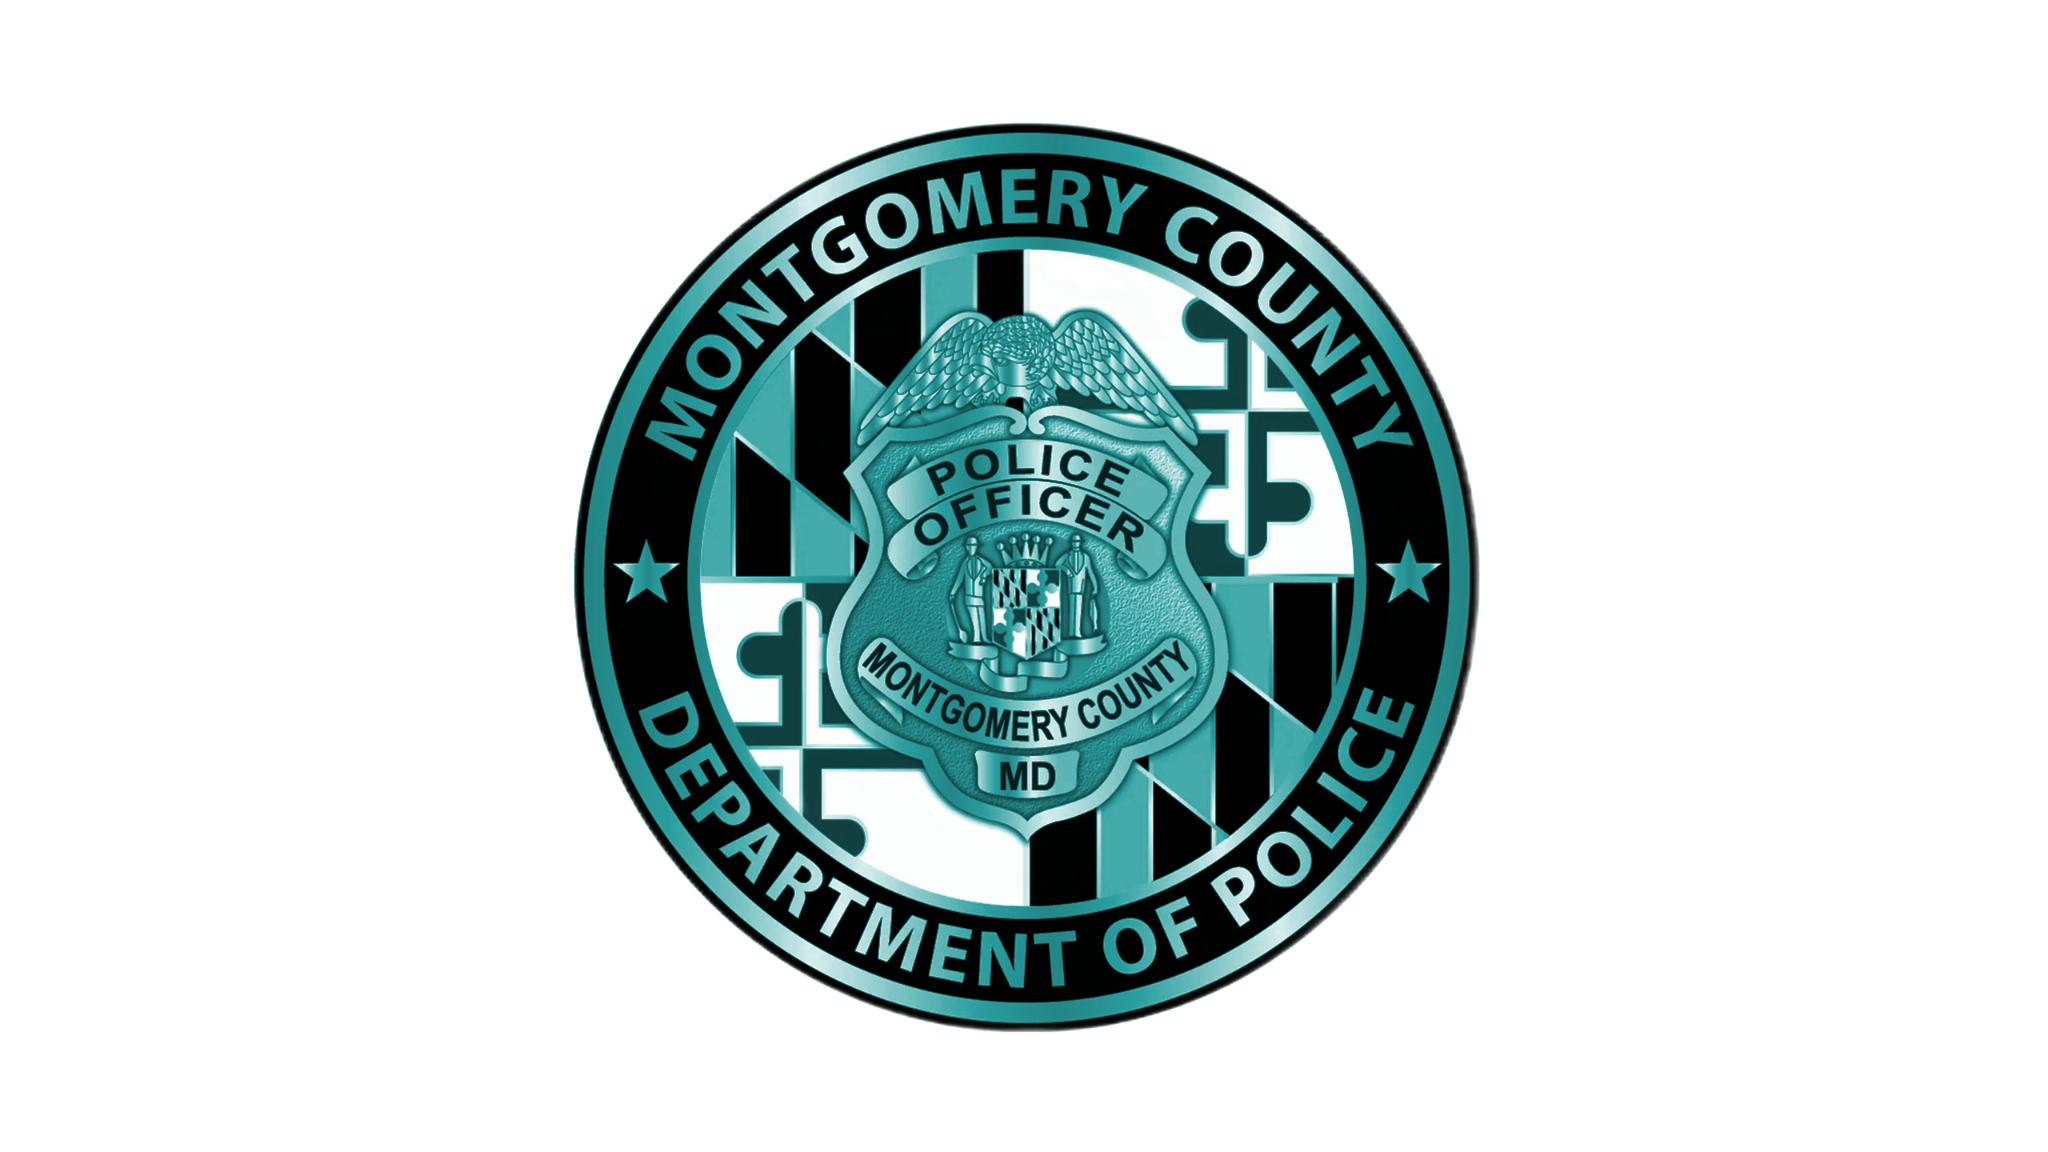 MONTGOMERY COUNTY
POLICE
OFFICER
MONTGOMERY COUNTY
MD
DEPARTMENT OF POLICE